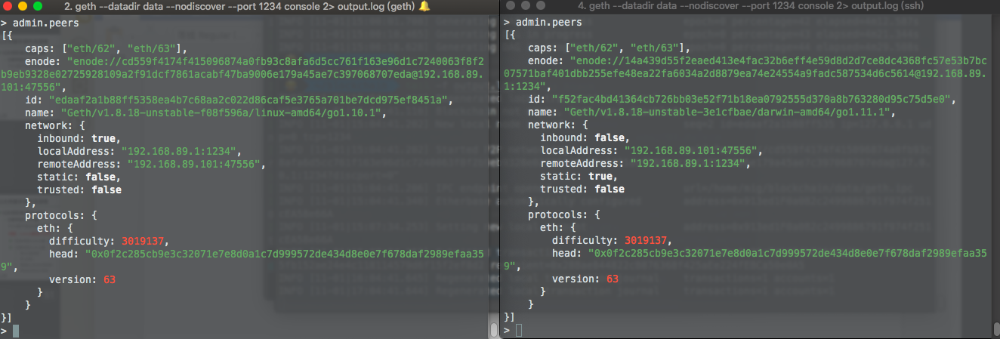 2. geth --datadir data --nodiscover --port 1234 console 2> output.log (geth) 🔔
> admin.peers
[{
caps: ["eth/62", "eth/63"],
enode: "enode://cd559f4174f415096874a0fb93c8afa6d5cc761f163e96d1c7240063f8f2
b9eb9328e02725928109a2f91dcf7861acabf47ba9006e179a45ae7c397068707eda@192.168.89.
101:47556",
id: "edaaf2a1b88ff5358ea4b7c68aa2c022d86caf5e3765a701be7dcd975ef8451a",
name: "Geth/v1.8.18-unstable-f08f596a/linux-amd64/go1.10.1",
network: {
inbound: true,
localAddress: "192.168.89.1:1234",
remoteAddress: "192.168.89.101:47556",
static: false,
trusted: false
},
protocols: {
eth: {
difficulty: 3019137,
head: "0x0f2c285cb9e3c32071e7e8d0a1c7d999572de434d8e0e7f678daf2989efaa35
9",
version: 63
}
}
}]
>
4. geth --datadir data --nodiscover --port 1234 console 2> output.log (ssh)
> admin.peers
[{
caps: ["eth/62", "eth/63"],
enode: "enode://14a439d55f2eaed413e4fac32b6eff4e59d8d2d7ce8dc4368fc57e53b7bc
07571baf401dbb255efe48ea22fa6034a2d8879ea74e24554a9fadc587534d6c5614@192.168.89.
1:1234",
id: "f52fac4bd41364cb726bb03e52f71b18ea0792555d370a8b763280d95c75d5e0",
name: "Geth/v1.8.18-unstable-3e1cfbae/darwin-amd64/go1.11.1",
network: {
inbound: false,
localAddress: "192.168.89.101:47556",
remoteAddress: "192.168.89.1:1234",
static: true,
trusted: false
},
protocols: {
eth: {
difficulty: 3019137,
head: "0x0f2c285cb9e3c32071e7e8d0a1c7d999572de434d8e0e7f678daf2989efaa35
9",
version: 63
}
}
}]
>